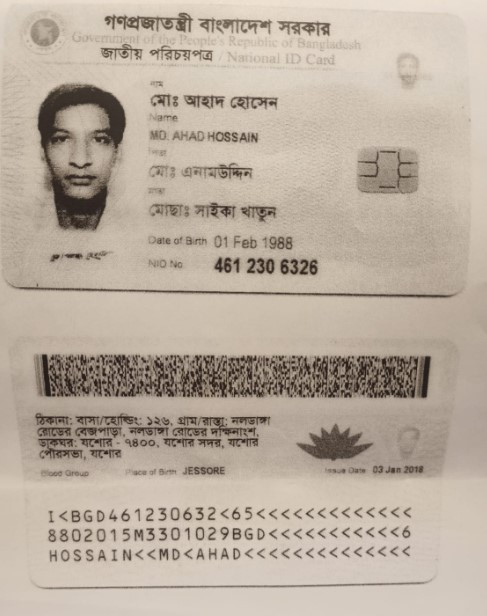 গণপ্রজাতন্ত্রী বাংলাদেশ সরকার
Government of the People's Republic of Bangladesh
জাতীয় পরিচয়পত্র / National ID Card
নাম
মোঃ আহাদ হোসেন
Name
MD. AHAD HOSSAIN
পিতা
মোঃ এনামউদ্দিন
মাতা
মোছাঃ সাইকা খাতুন
Date of Birth 01 Feb 1988
NID No. 461 230 6326
ঠিকানা: বাসা/হোল্ডিং: ১২৬, গ্রাম/রাস্তা: নলডাঙ্গা
রোডের বেজপাড়া, নলডাঙ্গা রোডের দক্ষিনাংশ,
ডাকঘর: যশোর - ৭৪০০, যশোর সদর, যশোর
পৌরসভা, যশোর
Blood Group Place of Birth JESSORE Issue Date 03 Jan 2018
I<BGD461230632<65<<<<<<<<<<<<<
8802015M3301029BGD<<<<<<<<<<<6
HOSSAIN<<MD<AHAD<<<<<<<<<<<<<<